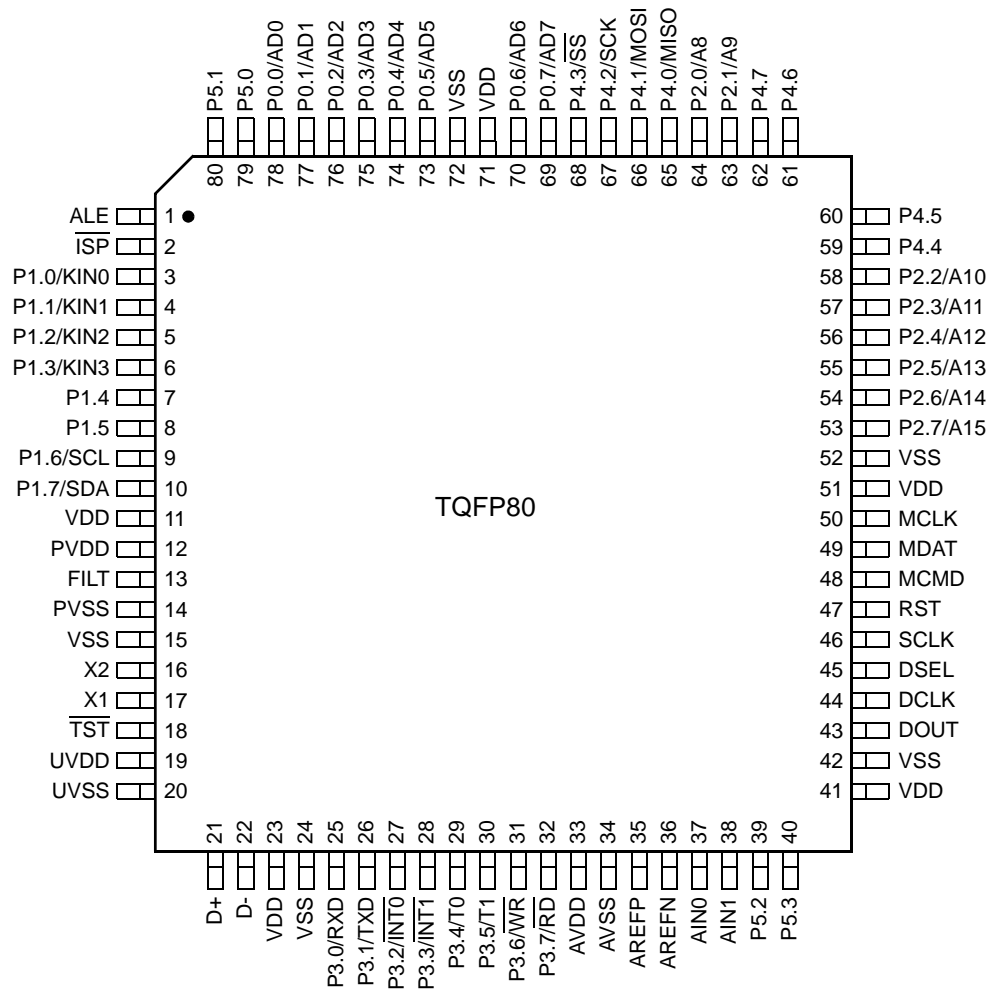 P5.1
P5.0
P0.0/AD0
P0.1/AD1
P0.2/AD2
P0.3/AD3
P0.4/AD4
P0.5/AD5
VSS
VDD
P0.6/AD6
P0.7/AD7
P4.3/SS
P4.2/SCK
P4.1/MOSI
P4.0/MISO
P2.0/A8
P2.1/A9
P4.7
P4.6
80
79
78
77
76
75
74
73
72
71
70
69
68
67
66
65
64
63
62
61
ALE 1
ISP 2
P1.0/KIN0 3
P1.1/KIN1 4
P1.2/KIN2 5
P1.3/KIN3 6
P1.4 7
P1.5 8
P1.6/SCL 9
P1.7/SDA 10
VDD 11
PVDD 12
FILT 13
PVSS 14
VSS 15
X2 16
X1 17
TST 18
UVDD 19
UVSS 20
TQFP80
60 P4.5
59 P4.4
58 P2.2/A10
57 P2.3/A11
56 P2.4/A12
55 P2.5/A13
54 P2.6/A14
53 P2.7/A15
52 VSS
51 VDD
50 MCLK
49 MDAT
48 MCMD
47 RST
46 SCLK
45 DSEL
44 DCLK
43 DOUT
42 VSS
41 VDD
21
22
23
24
25
26
27
28
29
30
31
32
33
34
35
36
37
38
39
40
D+
D-
VDD
VSS
P3.0/RXD
P3.1/TXD
P3.2/INT0
P3.3/INT1
P3.4/T0
P3.5/T1
P3.6/WR
P3.7/RD
AVDD
AVSS
AREFP
AREFN
AIN0
AIN1
P5.2
P5.3